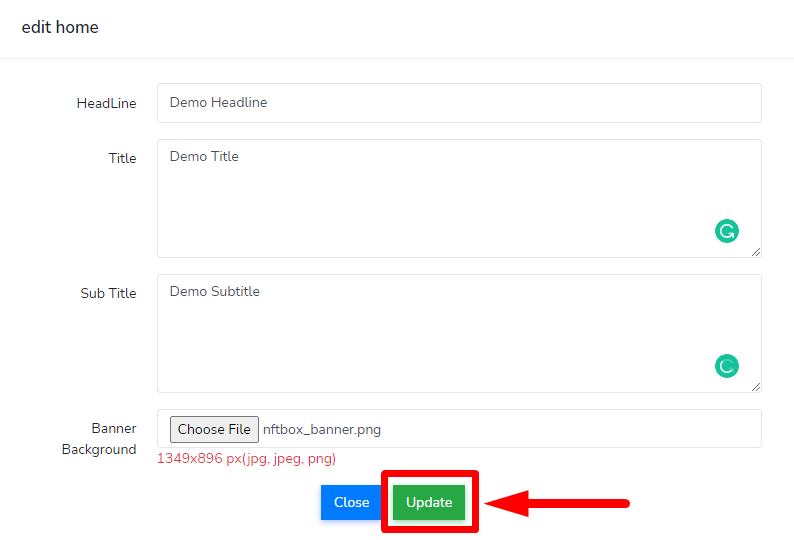 edit home
HeadLine
Demo Headline
Title
Demo Title
Sub Title
Demo Subtitle
Banner
Background
Choose File nftbox_banner.png
1349x896 px(jpg, jpeg, png)
Close Update